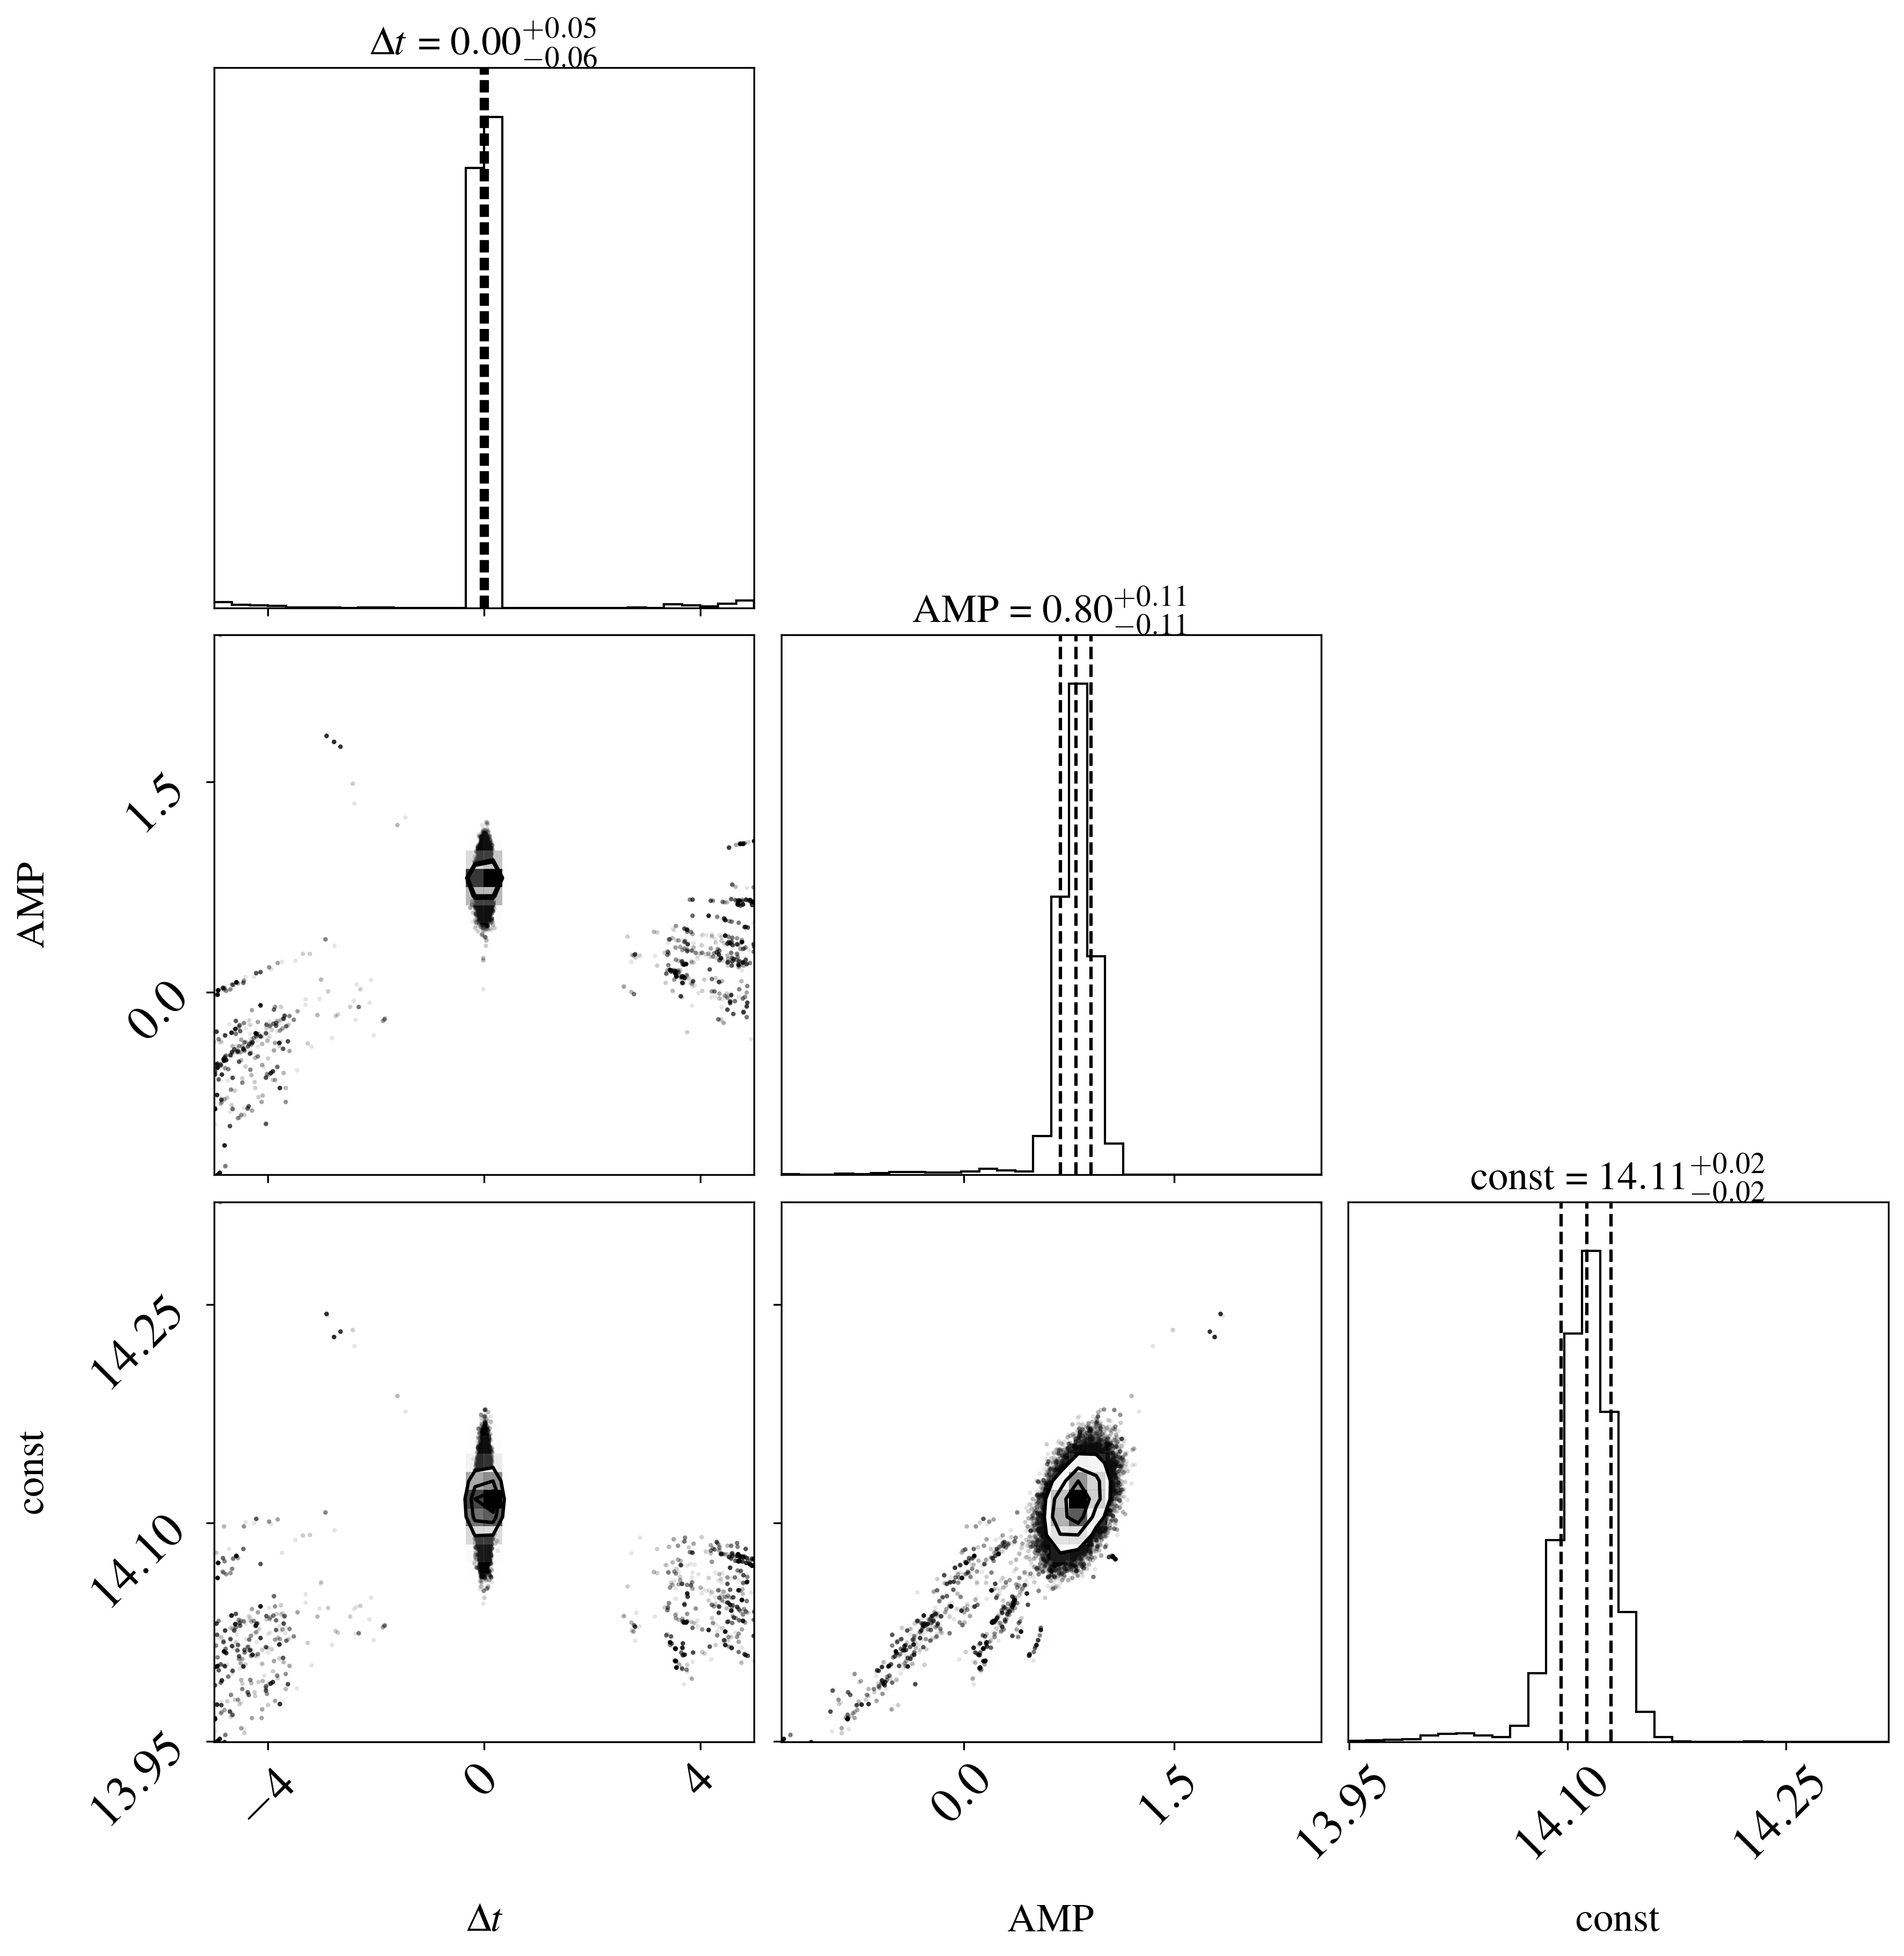 Δt = 0.00+0.05−0.06
AMP = 0.80+0.11−0.11
1.5
AMP
0.0
const = 14.11+0.02−0.02
14.25
const
14.10
13.95
−4
0
4
0.0
1.5
13.95
14.10
14.25
Δt
AMP
const